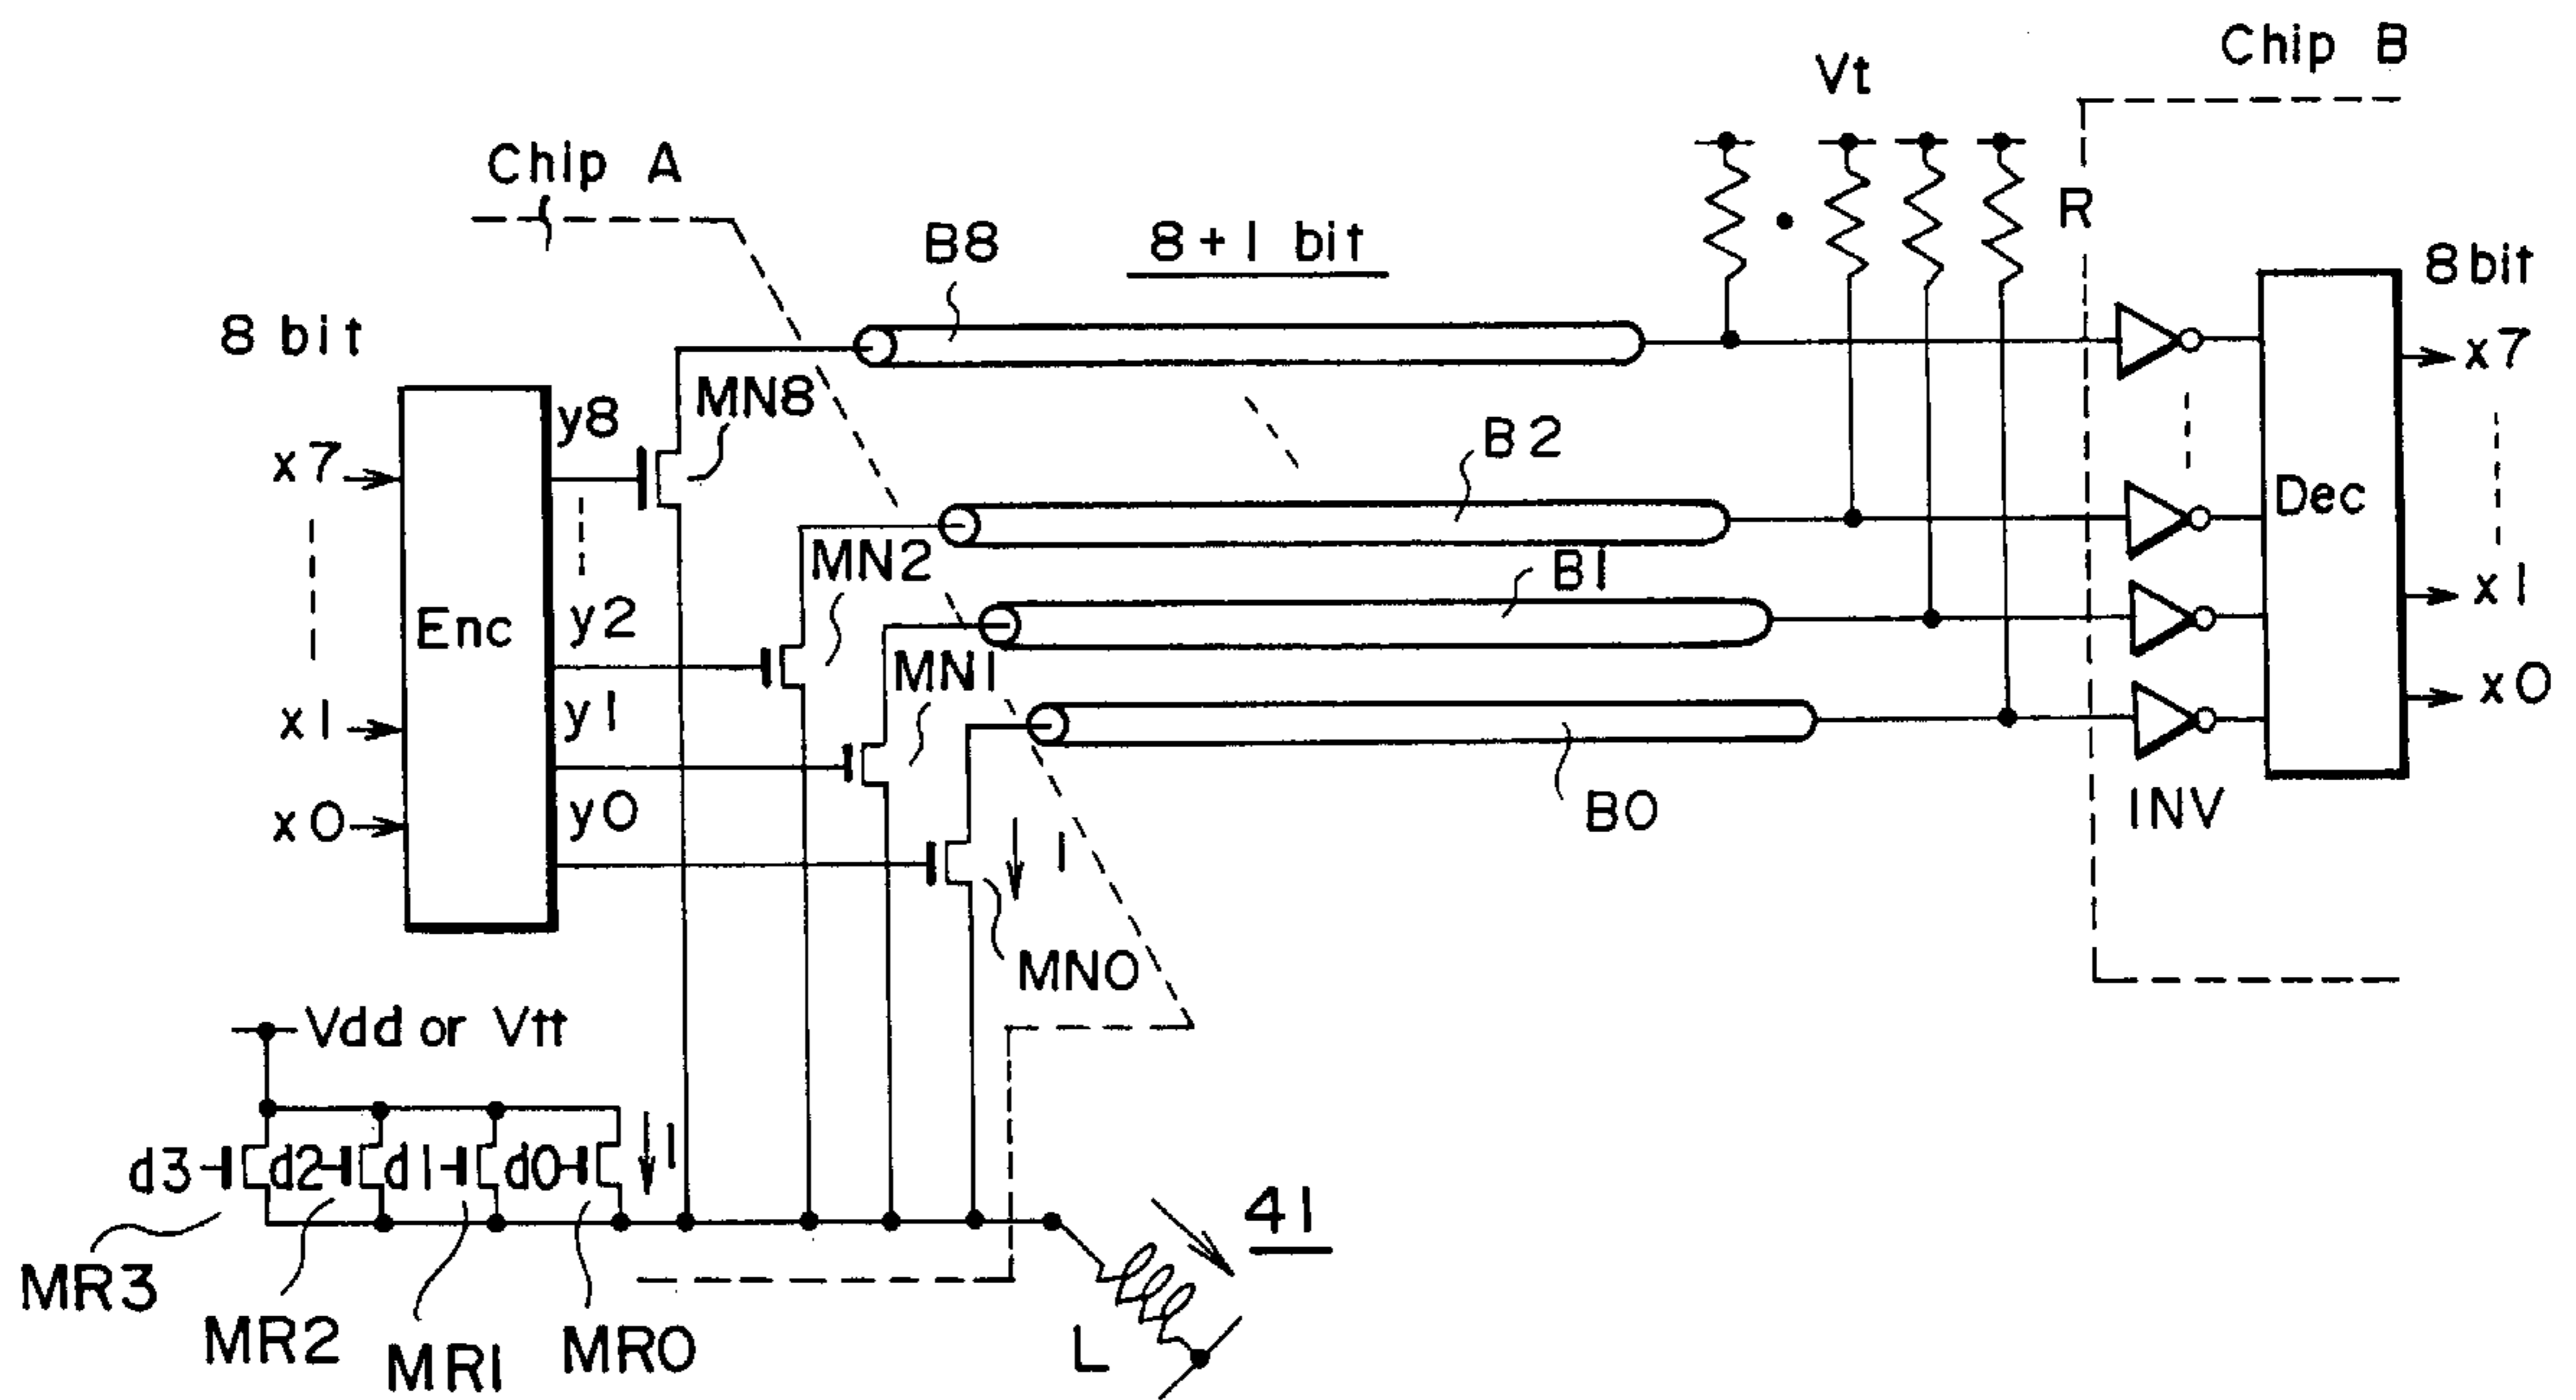 Chip B
Vt
Chip A
R
B8
8+1 bit
8bit
8 bit
x7
MN8
y8
B2
x7
Dec
MN2
B1
x1
y2
Enc
MN1
x0
x1
y1
x0
y0
B0
INV
I
MN0
Vdd or Vtt
d3
d2
d1
d0
I
41
MR3
MR2
MR1
MR0
L